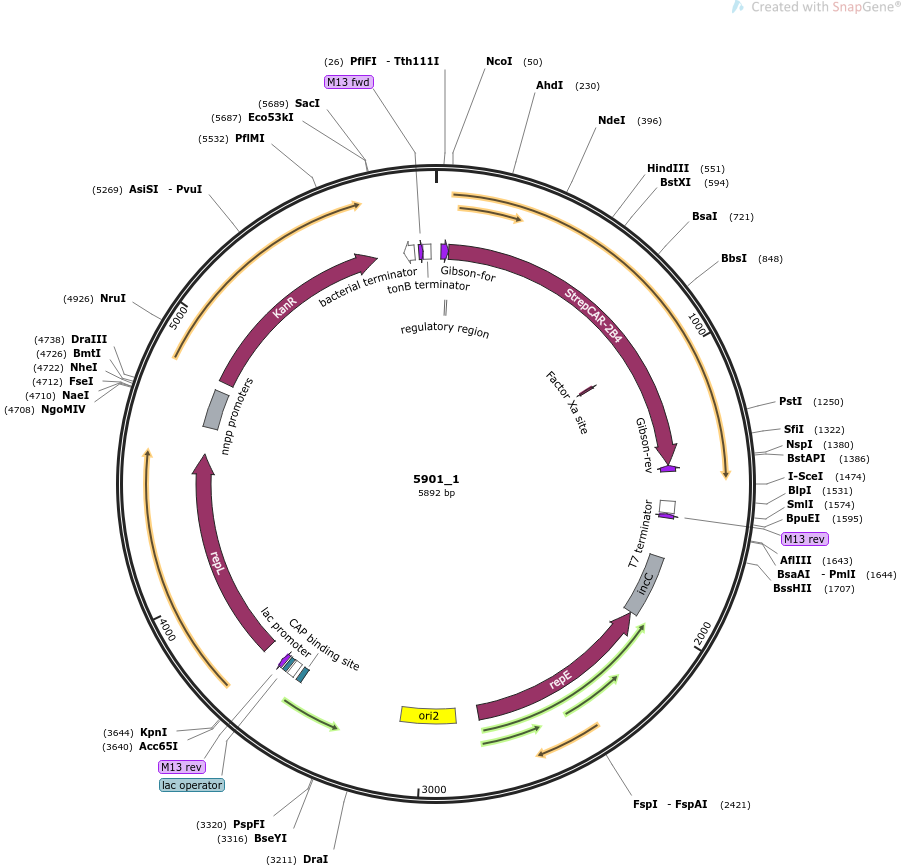 Created with SnapGene®
(26) PflFI - Tth111I
M13 fwd
NcoI (50)
AhdI (230)
NdeI (396)
HindIII (551)
BstXI (594)
BsaI (721)
BbsI (848)
PstI (1250)
SfiI (1322)
NspI (1380)
BstAPI (1386)
I-SceI (1474)
BlpI (1531)
SmlI (1574)
BpuEI (1595)
M13 rev
AflIII (1643)
BsaAI - PmlI (1644)
BssHII (1707)
FspI - FspAI (2421)
(3211) DraI
(3316) BseYI
(3320) PspFI
lac operator
M13 rev
(3640) Acc65I
(3644) KpnI
(4708) NgoMIV
(4710) NaeI
(4712) FseI
(4722) NheI
(4726) BmtI
(4738) DraIII
(4926) NruI
(5269) AsiSI - PvuI
(5532) PflMI
(5687) Eco53kI
(5689) SacI
1000
2000
3000
4000
5000
Gibson-for
StrepCAR-2B4
Factor Xa site
Gibson-rev
T7 terminator
incC
repE
ori2
CAP binding site
lac promoter
repL
nnpp promoters
KanR
bacterial terminator
tonB terminator
regulatory region
5901_1
5892 bp